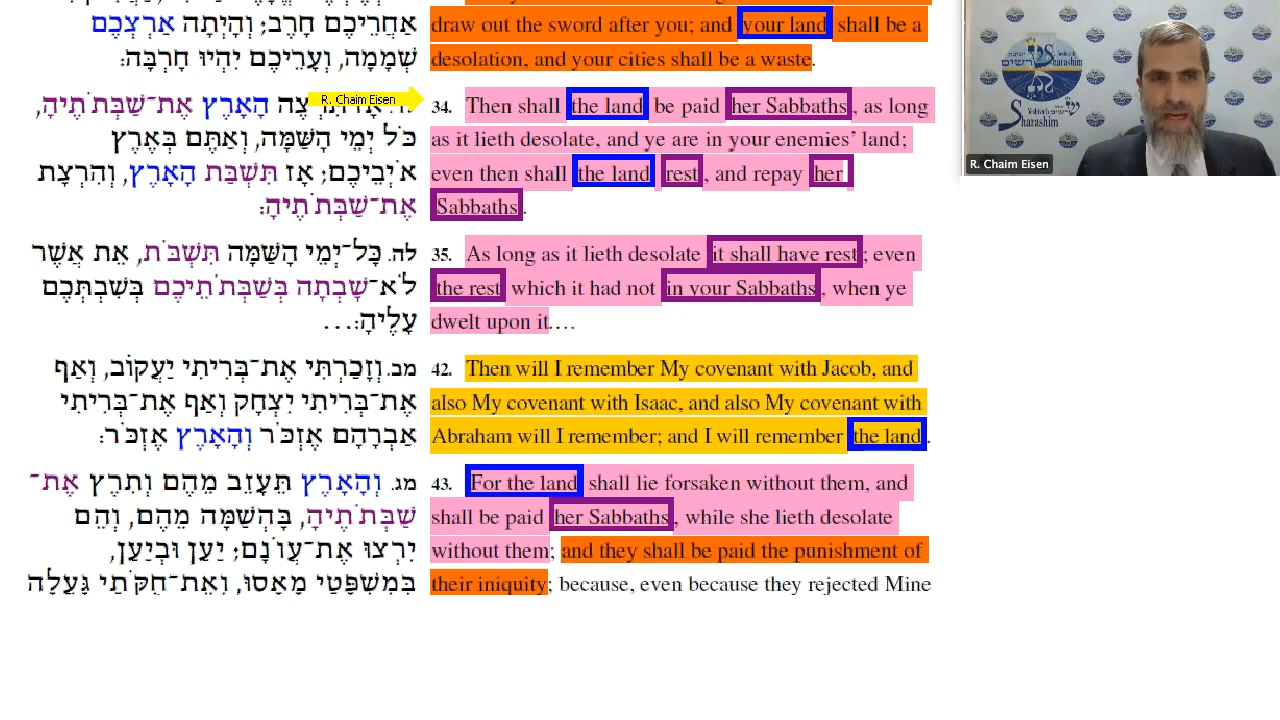 אַחֲרֵיכֶם חָרֶב; וְהָיְתָה אַרְצְכֶם
שְׁמָמָה, וְעָרֵיכֶם יִהְיוּ חָרְבָּה:
R. Chaim Eisen
הָאָרֶץ אֶת־שַׁבְּתֹתֶיהָ,
כֹּל יְמֵי הָשַּׁמָּה, וְאַתֶּם בְּאֶרֶץ
אֹיְבֵיכֶם; אָז תִּשְׁבַּת הָאָרֶץ, וְהִרְצָת
אֶת־שַׁבְּתֹתֶיהָ:
לה. כָּל־יְמֵי הָשַּׁמָּה תִּשְׁבֹּת, אֵת אֲשֶׁר
לֹא־שָׁבְתָה בְּשַׁבְּתֹתֵיכֶם בְּשִׁבְתְּכֶם
עָלֶיהָ:...
מב. וְזָכַרְתִּי אֶת־בְּרִיתִי יַעֲקוֹב, וְאַף
אֶת־בְּרִיתִי יִצְחָק וְאַף אֶת־בְּרִיתִי
אַבְרָהָם אֶזְכֹּר וְהָאָרֶץ אֶזְכֹּר:
מג. וְהָאָרֶץ תֵּעָזֵב מֵהֶם וְתִרֶץ אֶת־
שַׁבְּתֹתֶיהָ, בָּהְשַׁמָּה מֵהֶם, וְהֵם
יִרְצוּ אֶת־עֲוֹנָם; יַעַן וּבְיַעַן,
בְּמִשְׁפָּטַי מָאָסוּ, וְאֶת־חֻקֹּתַי גָּעֲלָה
draw out the sword after you; and your land shall be a
desolation, and your cities shall be a waste.
34. Then shall the land be paid her Sabbaths, as long
as it lieth desolate, and ye are in your enemies’ land;
even then shall the land rest, and repay her
Sabbaths.
35. As long as it lieth desolate it shall have rest; even
the rest which it had not in your Sabbaths, when ye
dwelt upon it....
42. Then will I remember My covenant with Jacob, and
also My covenant with Isaac, and also My covenant with
Abraham will I remember; and I will remember the land.
43. For the land shall lie forsaken without them, and
shall be paid her Sabbaths, while she lieth desolate
without them; and they shall be paid the punishment of
their iniquity; because, even because they rejected Mine
R. Chaim Eisen